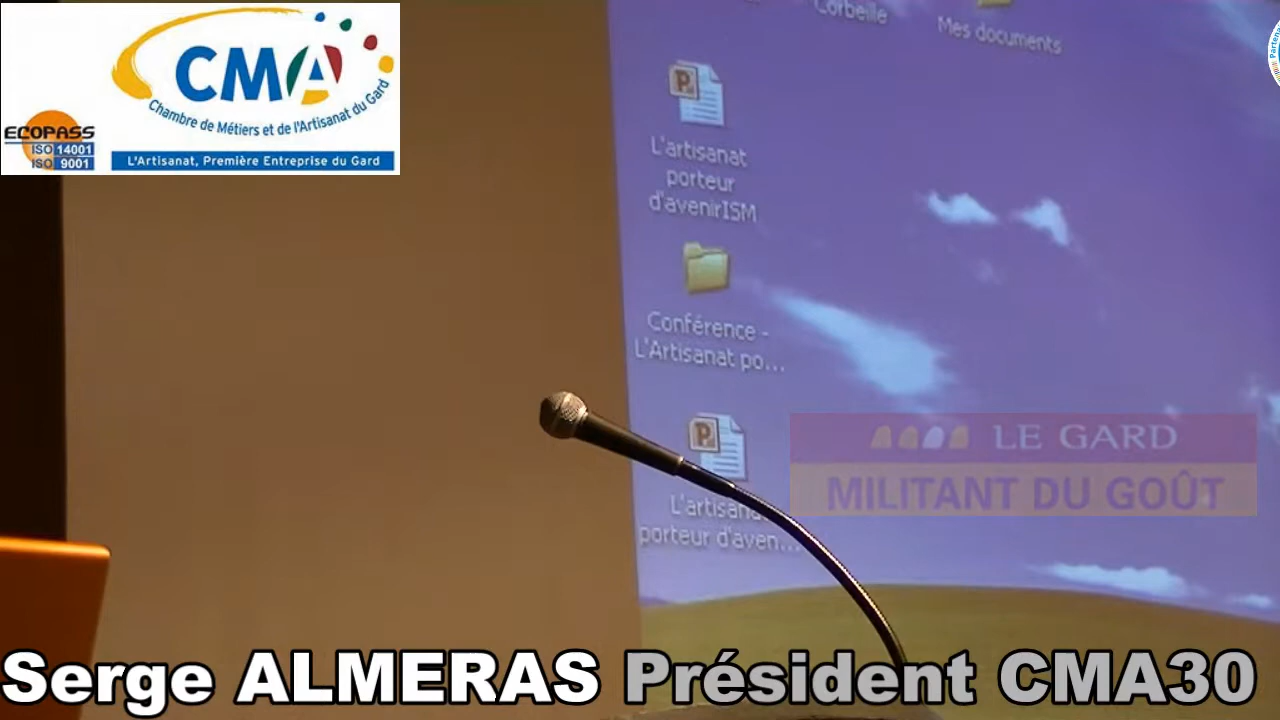 CMA
Chambre de Métiers et de l'Artisanat du Gard
ECOPASS
ISO 14001
ISO 9001
L'Artisanat, Première Entreprise du Gard
Corbeille
Mes documents
L'artisanat
porteur
d'avenirISM
Conférence -
L'Artisanat po...
L'artisanat
porteur d'aven...
LE GARD
MILITANT DU GOÛT
Serge ALMERAS Président CMA30